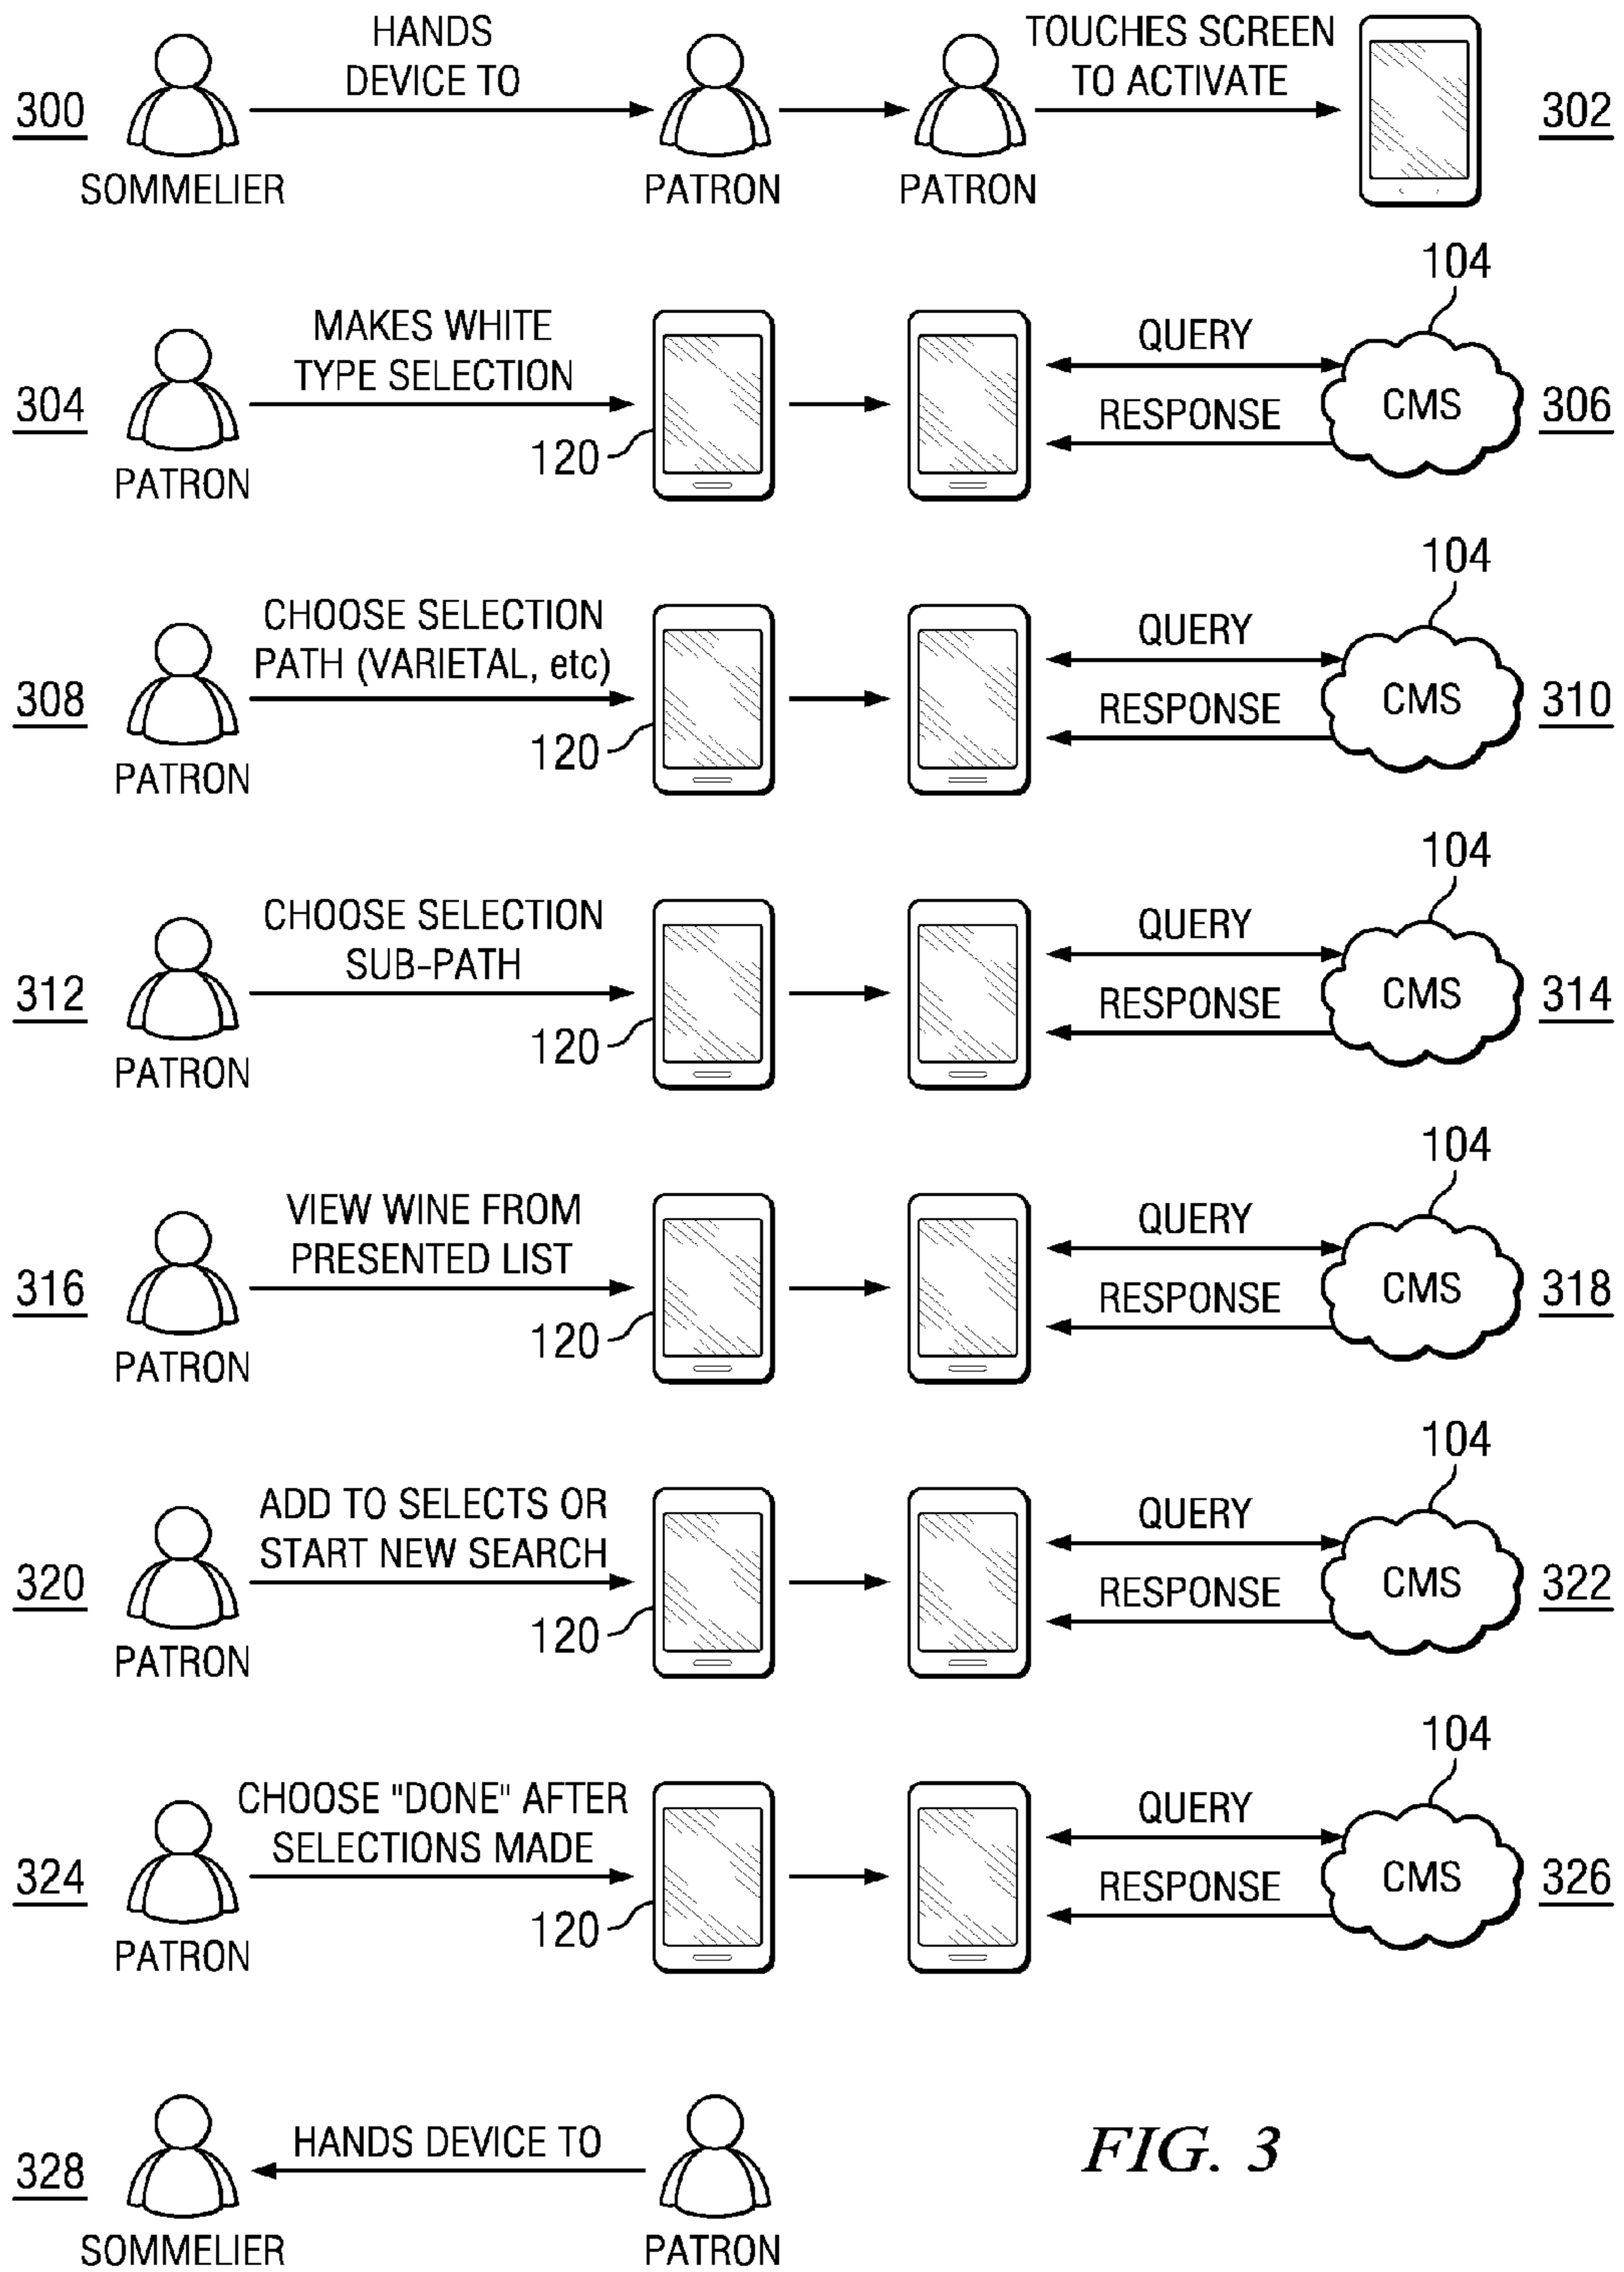 HANDS
DEVICE TO
TOUCHES SCREEN
TO ACTIVATE
300
302
SOMMELIER
PATRON
PATRON
104
MAKES WHITE
TYPE SELECTION
QUERY
304
CMS
306
RESPONSE
120
PATRON
104
CHOOSE SELECTION
PATH (VARIETAL, etc)
QUERY
308
CMS
310
RESPONSE
120
PATRON
104
CHOOSE SELECTION
SUB-PATH
QUERY
312
CMS
314
RESPONSE
120
PATRON
104
VIEW WINE FROM
PRESENTED LIST
QUERY
316
CMS
318
RESPONSE
120
PATRON
104
ADD TO SELECTS OR
START NEW SEARCH
QUERY
320
CMS
322
RESPONSE
120
PATRON
104
CHOOSE "DONE" AFTER
SELECTIONS MADE
QUERY
324
CMS
326
RESPONSE
120
PATRON
HANDS DEVICE TO
328
SOMMELIER
PATRON
FIG. 3